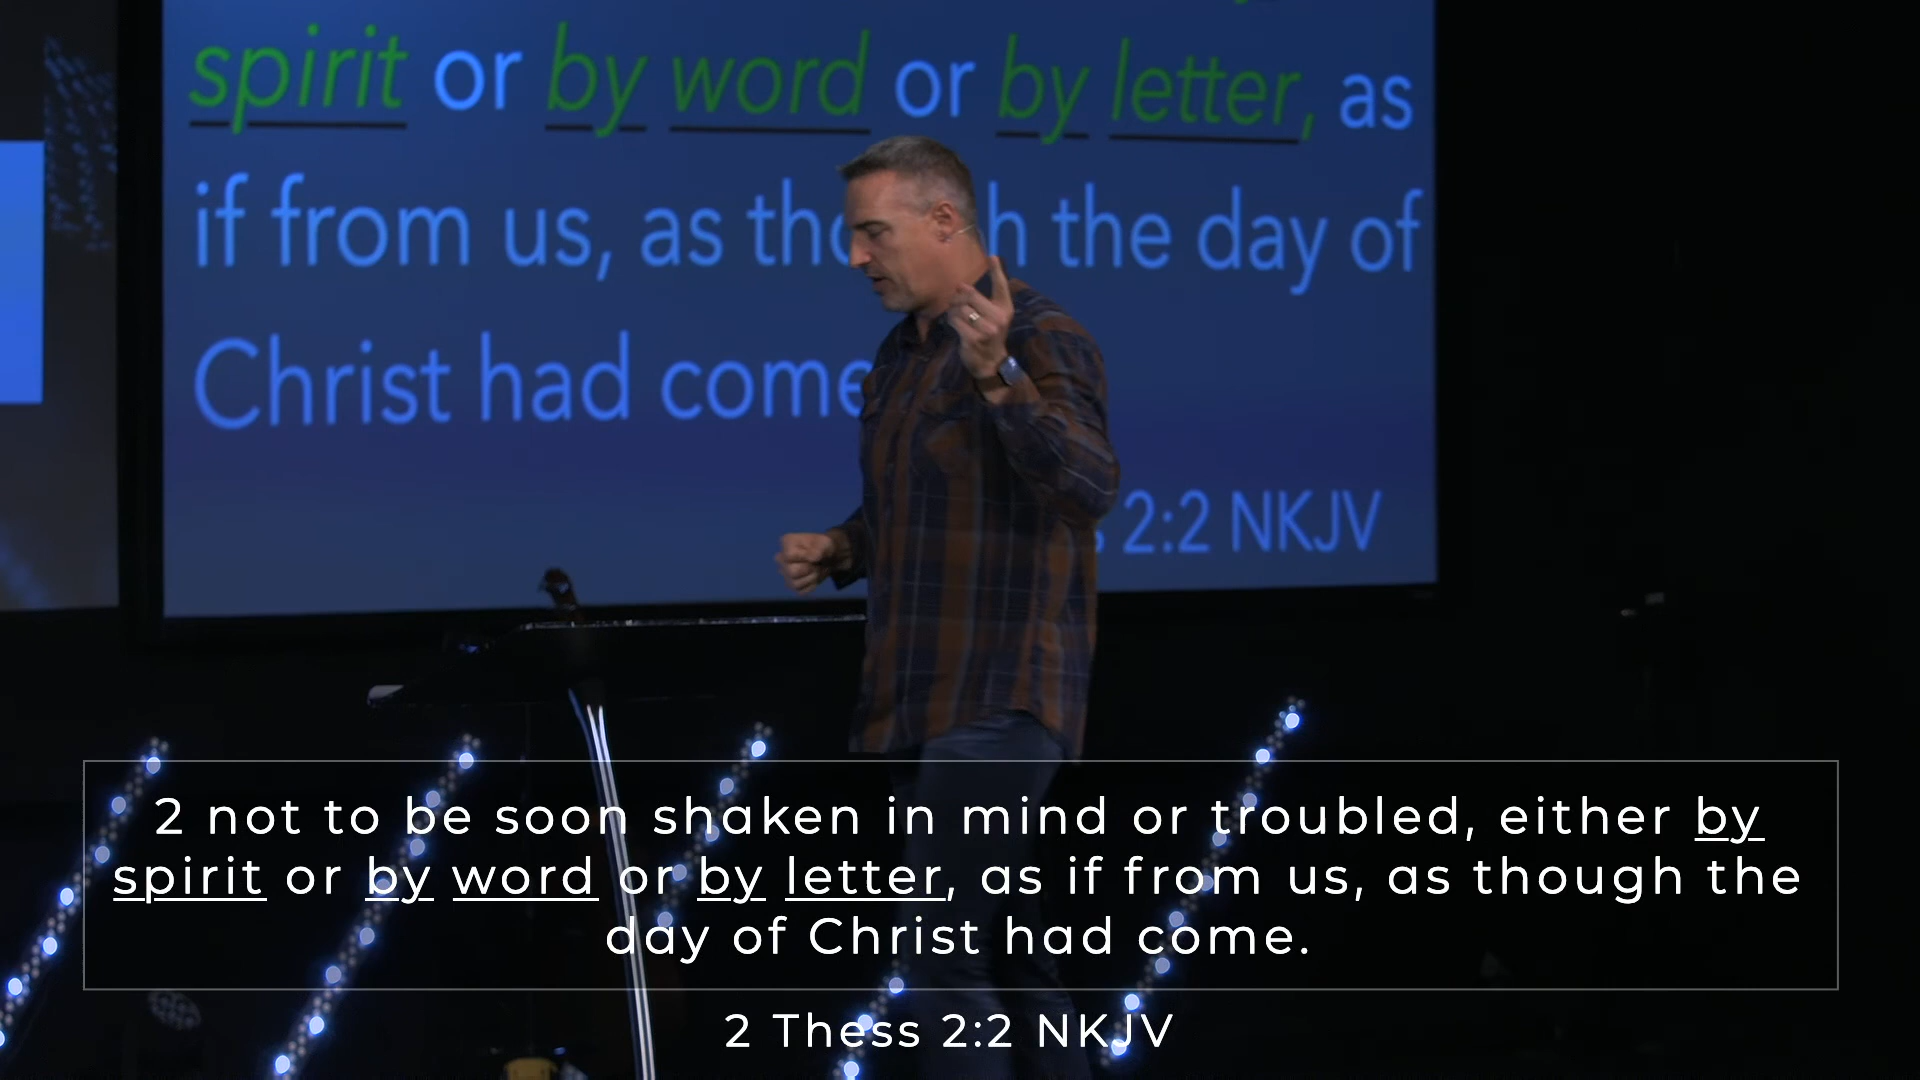 spirit or by word or by letter, as
if from us, as though the day of
Christ had come
2:2 NKJV
2 not to be soon shaken in mind or troubled, either by
spirit or by word or by letter, as if from us, as though the
day of Christ had come.
2 Thess 2:2 NKJV